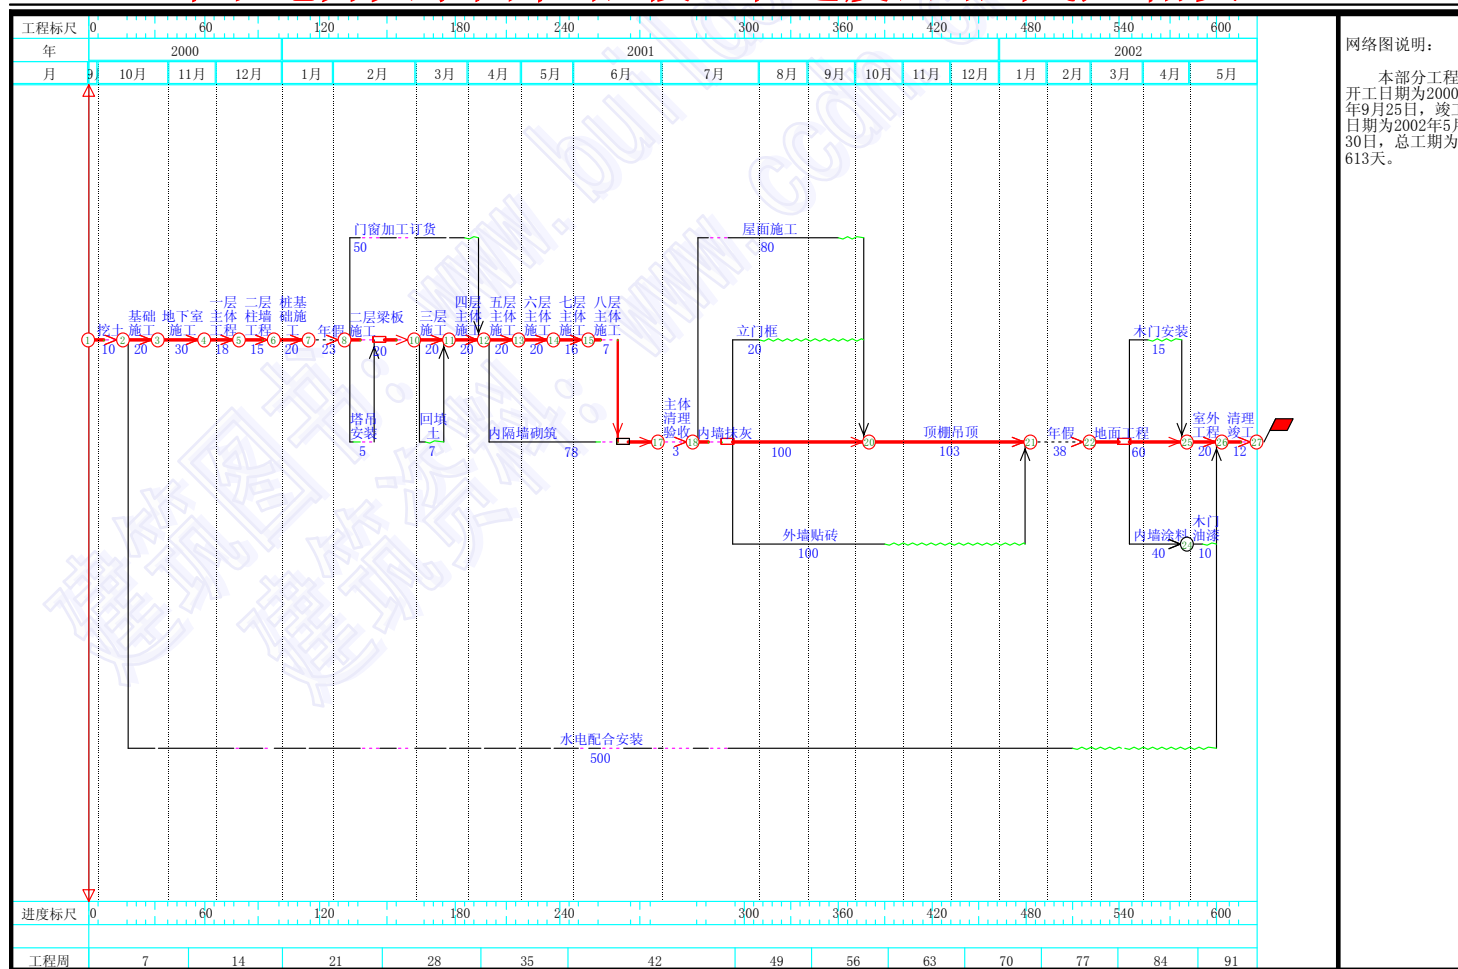 工程标尺 0 60 120 180 240 300 360 420 480 540 600
年 2000 2001 2002
月 9月 10月 11月 12月 1月 2月 3月 4月 5月 6月 7月 8月 9月 10月 11月 12月 1月 2月 3月 4月 5月
网络图说明：
本部分工程
开工日期为2000
年9月25日，竣工
日期为2002年5月
30日，总工期为
613天。
门窗加工订货
50
屋面施工
80
挖土
10
基础
施工
20
地下室
施工
30
一层
主体
工程
18
二层
柱墙
工程
15
桩基
础施
工
20
年假
23
二层梁板
施工
20
三层
施工
20
四层
主体
施工
20
五层
主体
施工
20
六层
主体
施工
20
七层
主体
施工
16
八层
主体
施工
7
立门框
20
木门安装
15
塔吊
安装
5
回填
土
7
内隔墙砌筑
78
主体
清理
验收
3
内墙抹灰
100
顶棚吊顶
103
年假
38
地面工程
60
室外
工程
20
清理
竣工
12
外墙贴砖
100
内墙涂料
40
木门
油漆
10
水电配合安装
500
进度标尺 0 60 120 180 240 300 360 420 480 540 600
工程周 7 14 21 28 35 42 49 56 63 70 77 84 91